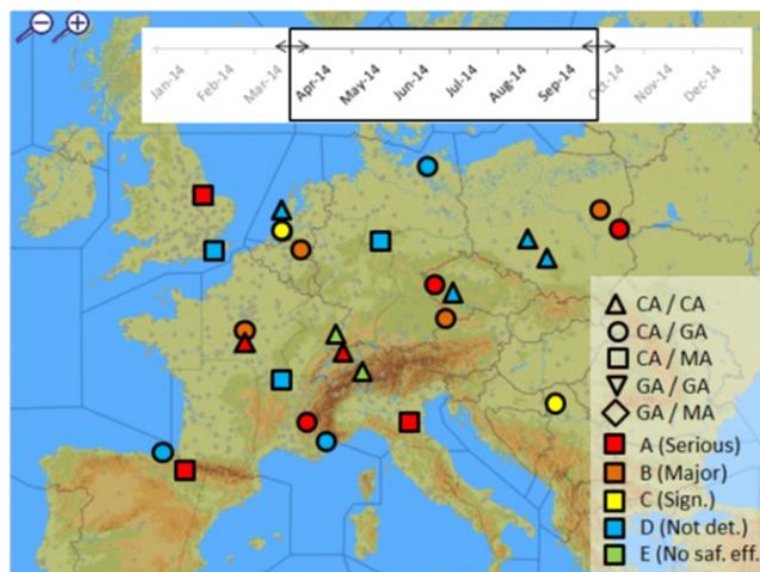 Jan-14
Feb-14
Mar-14
Apr-14
May-14
Jun-14
Jul-14
Aug-14
Sep-14
Oct-14
Nov-14
Dec-14
CA / CA
CA / GA
CA / MA
GA / GA
GA / MA
A (Serious)
B (Major)
C (Sign.)
D (Not det.)
E (No saf. eff.